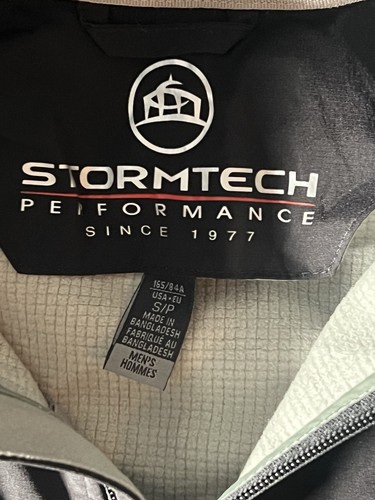 STORMTECH
PERFORMANCE
SINCE 1977
165/84A
USA • EU
S/P
MADE IN
BANGLADESH
FABRIQUÉ AU
BANGLADESH
MEN'S
HOMMES